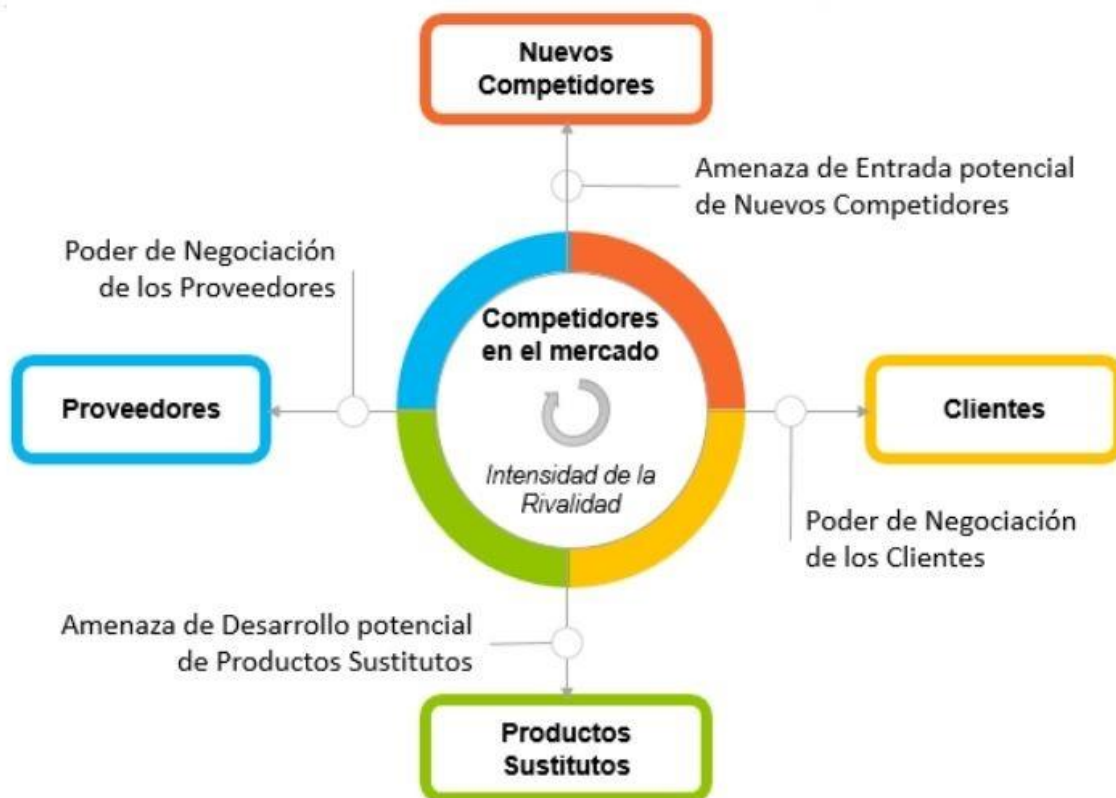 Nuevos
Competidores
Amenaza de Entrada potencial
de Nuevos Competidores
Poder de Negociación
de los Proveedores
Competidores
en el mercado
Proveedores
Clientes
Intensidad de la
Rivalidad
Poder de Negociación
de los Clientes
Amenaza de Desarrollo potencial
de Productos Sustitutos
Productos
Sustitutos